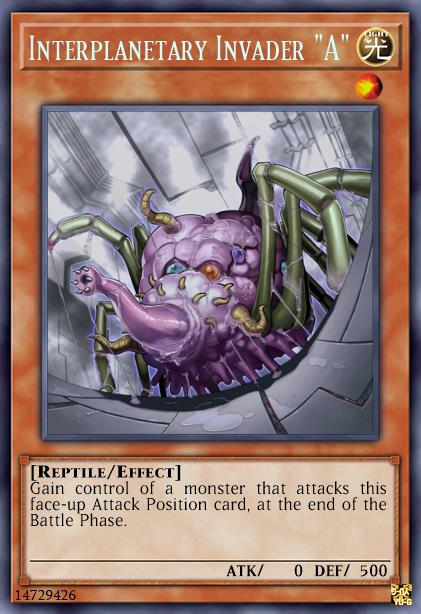 INTERPLANETARY INVADER "A"
LIGHT
光
[REPTILE/EFFECT]
Gain control of a monster that attacks this
face-up Attack Position card, at the end of the
Battle Phase.
ATK/ 0 DEF/ 500
14729426